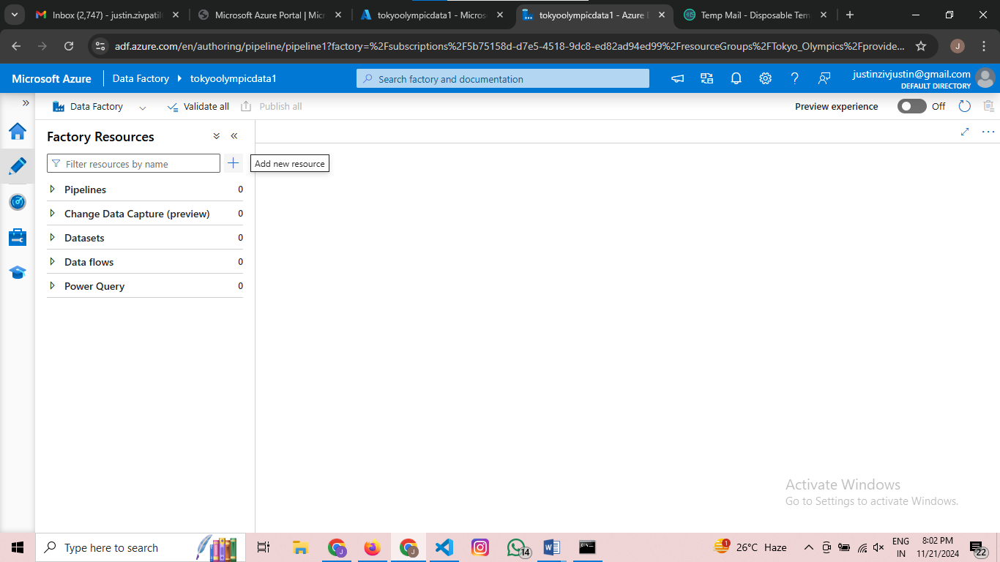 Inbox (2,747) - justin.zivpatil
Microsoft Azure Portal | Micr
tokyoolympicdata1 - Micros
tokyoolympicdata1 - Azure D
Temp Mail - Disposable Tem
adf.azure.com/en/authoring/pipeline/pipeline1?factory=%2Fsubscriptions%2F5b75158d-d7e5-4518-9dc8-ed82ad94ed99%2FresourceGroups%2FTokyo_Olympics%2Fprovide...
J
Microsoft Azure
Data Factory
tokyoolympicdata1
Search factory and documentation
justinzivjustin@gmail.com
DEFAULT DIRECTORY
Data Factory
Validate all
Publish all
Preview experience
Off
Factory Resources
Filter resources by name
Add new resource
Pipelines 0
Change Data Capture (preview) 0
Datasets 0
Data flows 0
Power Query 0
Activate Windows
Go to Settings to activate Windows.
Type here to search
J
J
14
1
26°C Haze
ENG
IN
8:02 PM
11/21/2024
22